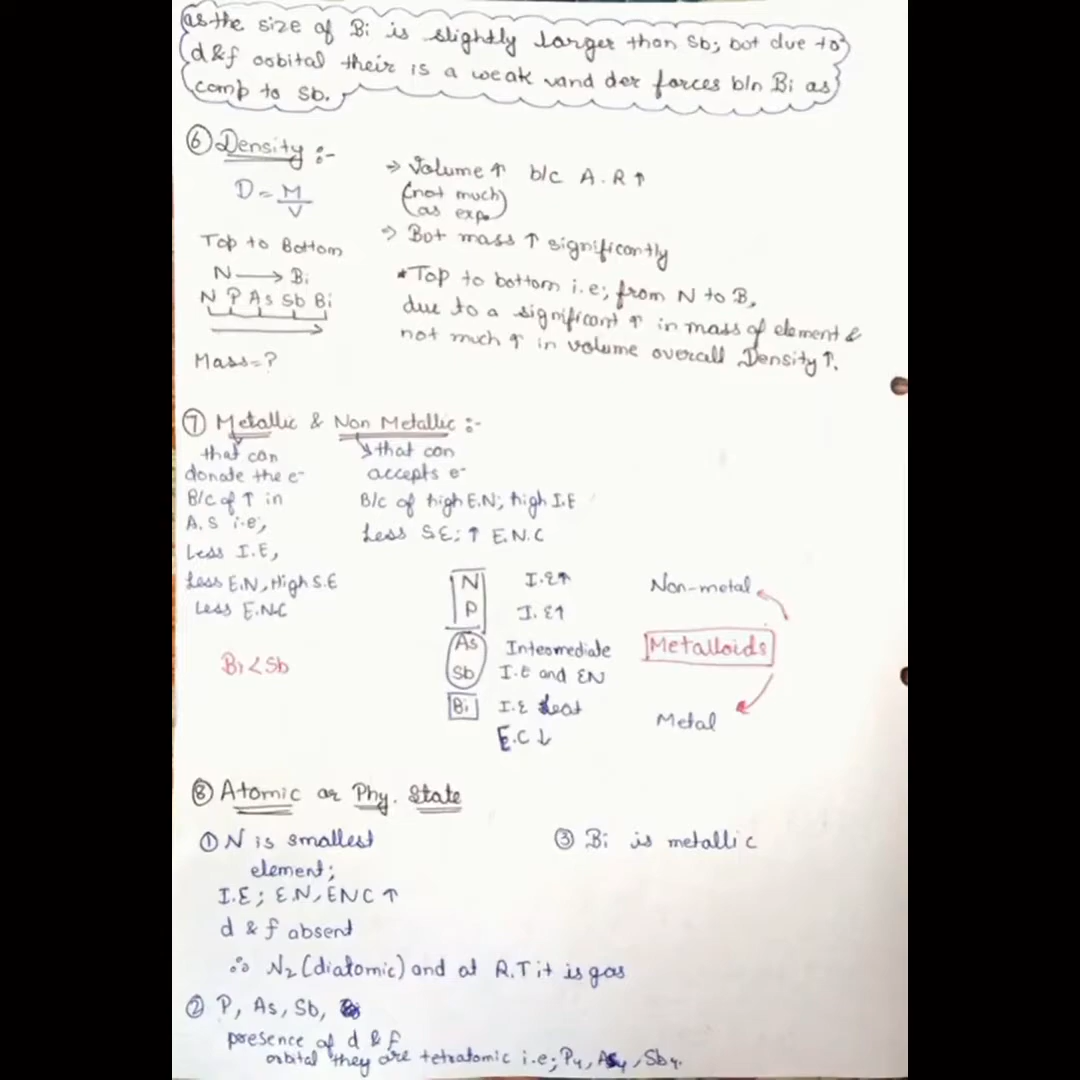 as the size of Bi is slightly larger than Sb; but due to
d & f orbital their is a weak vand der forces b/n Bi as
comp to Sb.
⑥ Density :-
D = M/V
Top to Bottom
N → Bi
N P As Sb Bi
Mass=?
→ Volume ↑ b/c A.R ↑
(not much as exp.)
⇒ But mass ↑ significantly
*Top to bottom i.e; from N to B,
due to a significant ↑ in mass of element &
not much ↑ in volume overall Density ↑.
⑦ Metallic & Non Metallic :-
that can
donate the e-
B/c of ↑ in
A.S i.e;
Less I.E,
Less E.N, High S.E
Less E.N.C
Bi < Sb
that can
accepts e-
B/c of high E.N; high I.E
Less S.E; ↑ E.N.C
N I.E↑
P I.E↑
As Intermediate
Sb I.E and EN
Bi I.E least
E.C ↓
Non-metal
Metalloids
Metal
⑧ Atomic or Phy. State
① N is smallest
element;
I.E; E.N, ENC ↑
d & f absent
∴ N2 (diatomic) and at R.T it is gas
② P, As, Sb,
presence of d & f
orbital they are tetratomic i.e; P4, As4, Sb4.
③ Bi is metallic